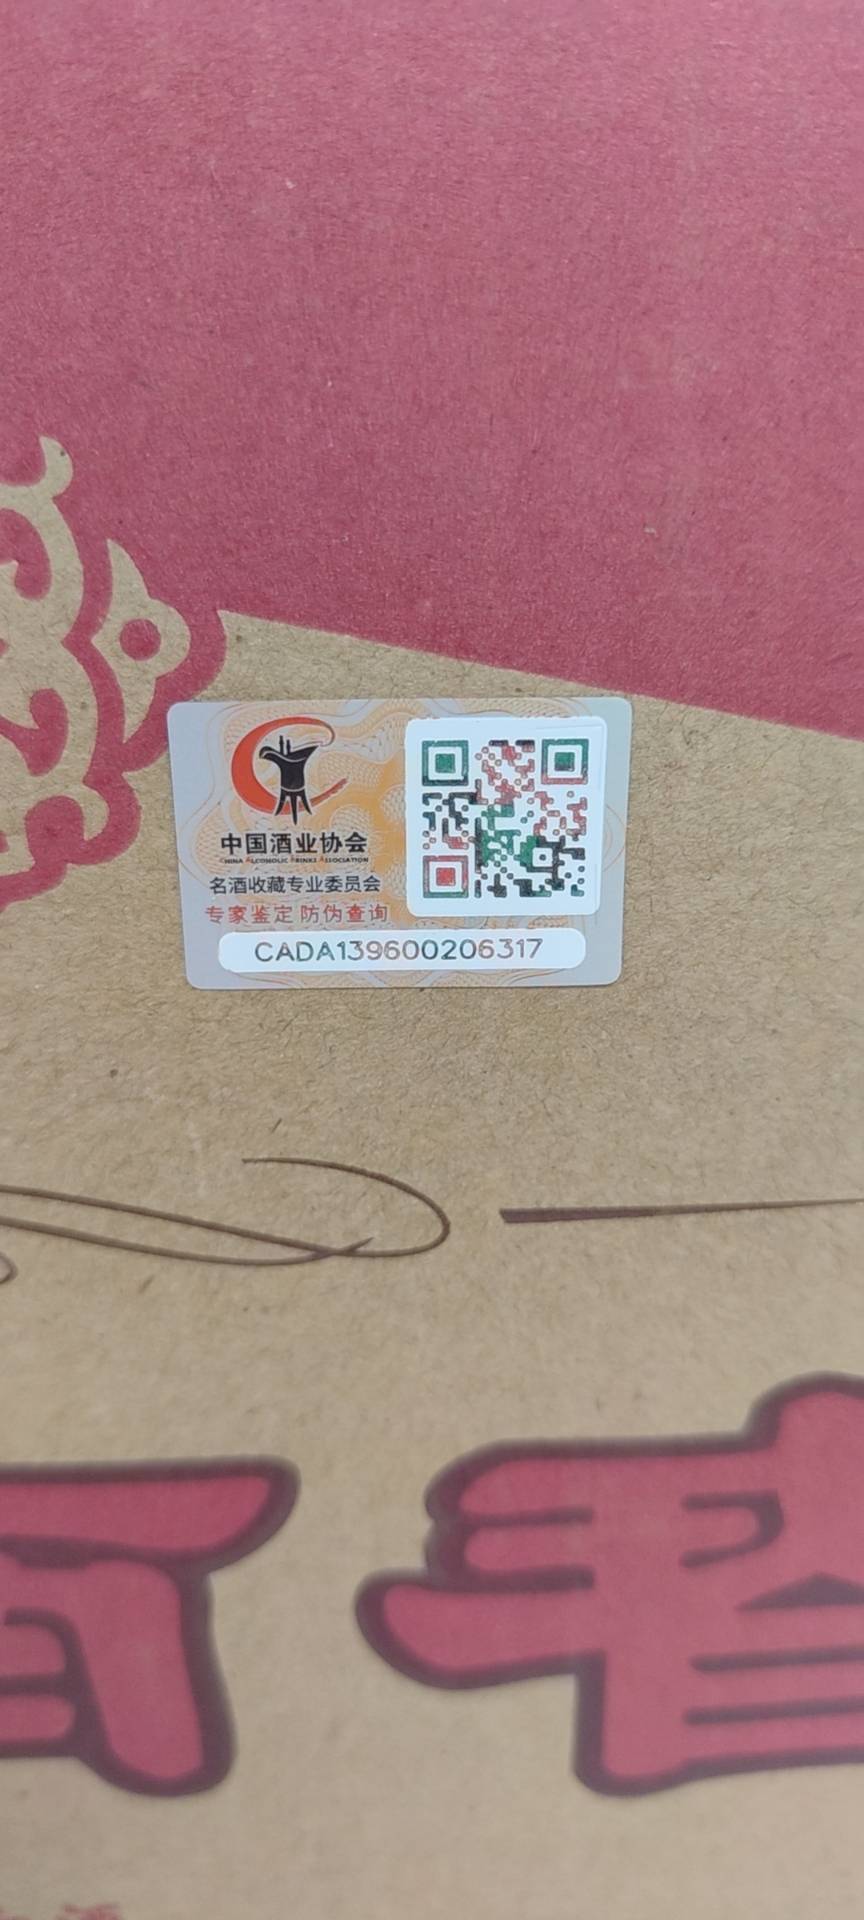 中国酒业协会
CHINA ALCOHOLIC DRINKS ASSOCIATION
名酒收藏专业委员会
专家鉴定 防伪查询
CADA139600206317